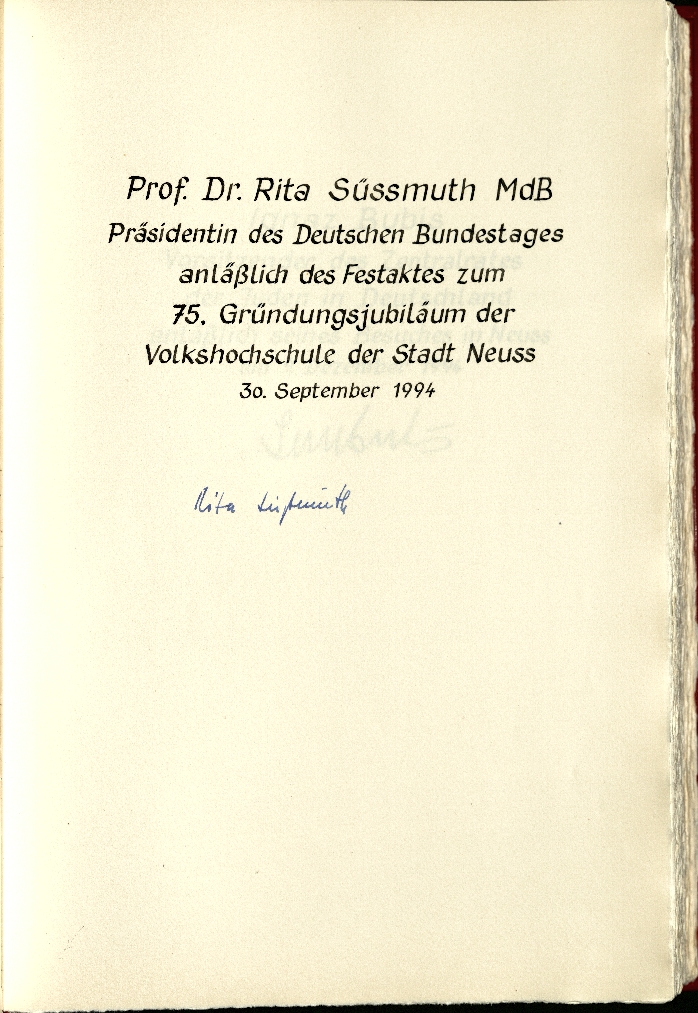 Prof. Dr. Rita Süssmuth MdB
Präsidentin des Deutschen Bundestages
anläßlich des Festaktes zum
75. Gründungsjubiläum der
Volkshochschule der Stadt Neuss
30. September 1994
Rita Süßmuth